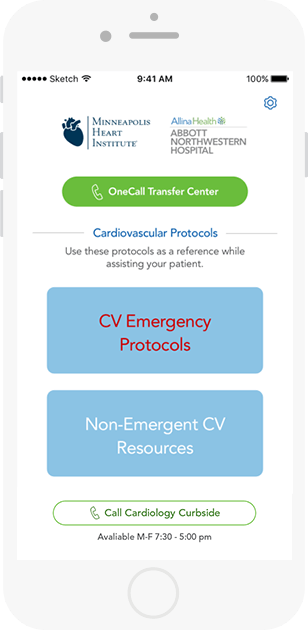 Sketch
9:41 AM
100%
MINNEAPOLIS
HEART
INSTITUTE®
AllinaHealth
ABBOTT
NORTHWESTERN
HOSPITAL
OneCall Transfer Center
Cardiovascular Protocols
Use these protocols as a reference while
assisting your patient.
CV Emergency
Protocols
Non-Emergent CV
Resources
Call Cardiology Curbside
Avaliable M-F 7:30 - 5:00 pm